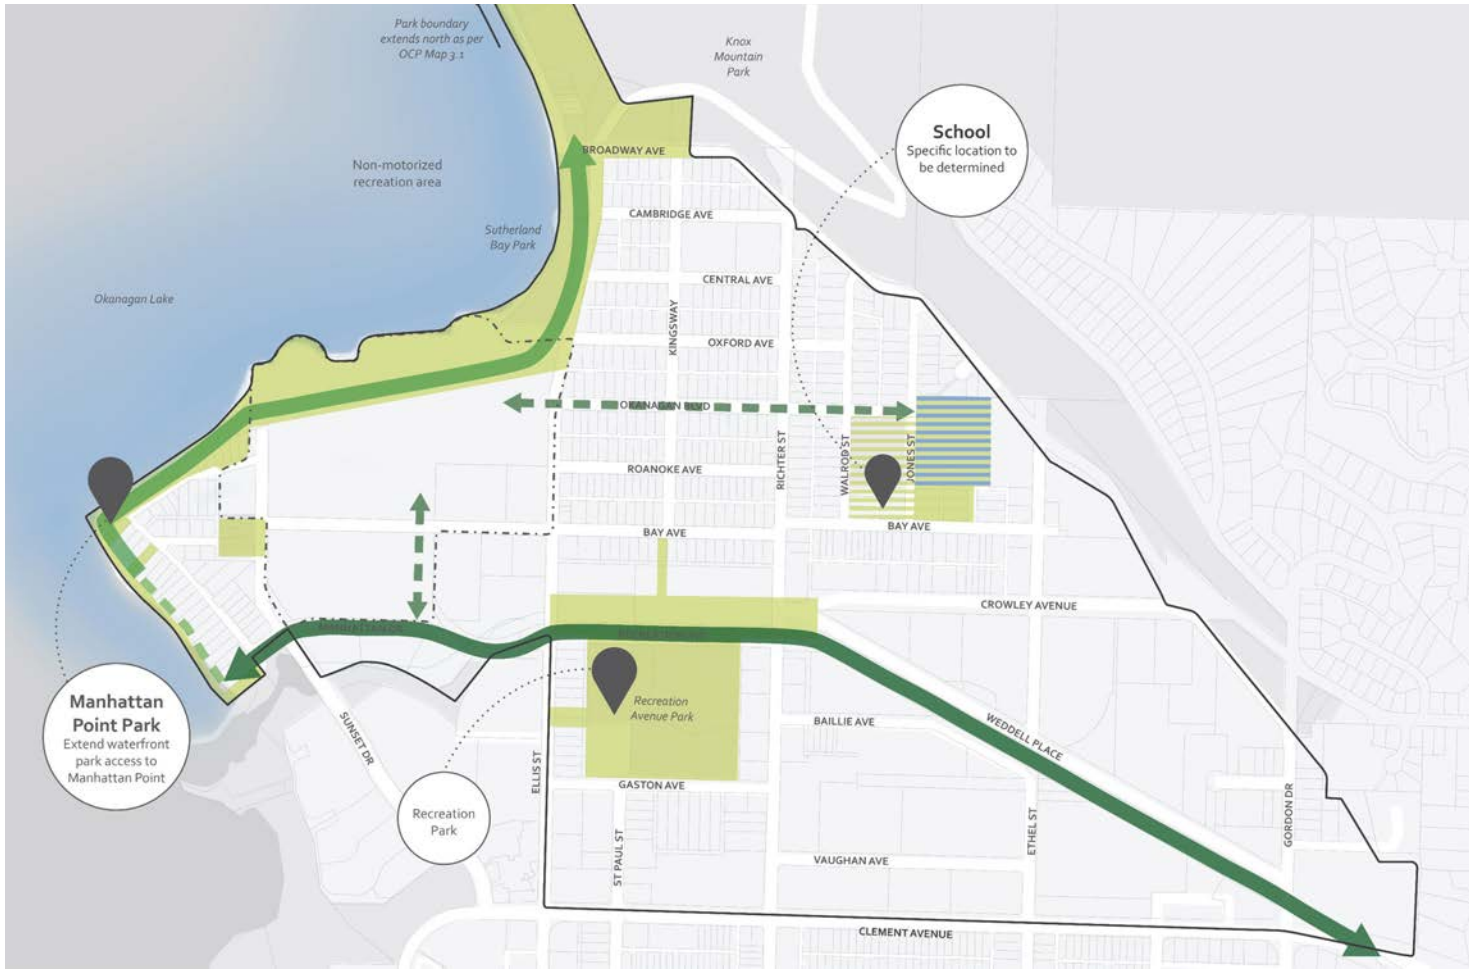 Park boundary
extends north as per
OCP Map 3.1
Knox
Mountain
Park
School
Specific location to
be determined
Non-motorized
recreation area
BROADWAY AVE
CAMBRIDGE AVE
Sutherland
Bay Park
CENTRAL AVE
Okanagan Lake
KINGSWAY
OXFORD AVE
OKANAGAN BLVD
RICHTER ST
WALROD ST
JONES ST
ROANOKE AVE
BAY AVE
BAY AVE
CROWLEY AVENUE
Manhattan
Point Park
Extend waterfront
park access to
Manhattan Point
Recreation
Avenue Park
SUNSET DR
BAILLIE AVE
WEDDELL PLACE
ELLIS ST
GASTON AVE
Recreation
Park
ST PAUL ST
ETHEL ST
GORDON DR
VAUGHAN AVE
CLEMENT AVENUE